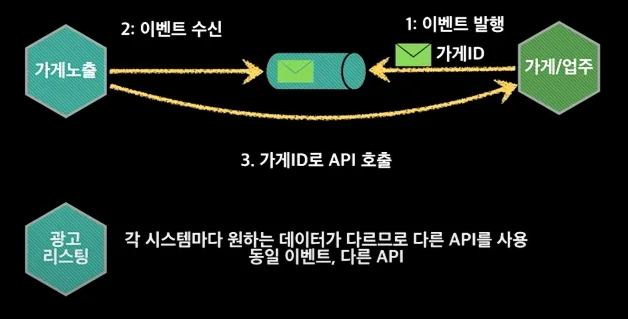 2: 이벤트 수신
1: 이벤트 발행
가게노출
가게ID
가게/업주
3. 가게ID로 API 호출
광고
리스팅
각 시스템마다 원하는 데이터가 다르므로 다른 API를 사용
동일 이벤트, 다른 API